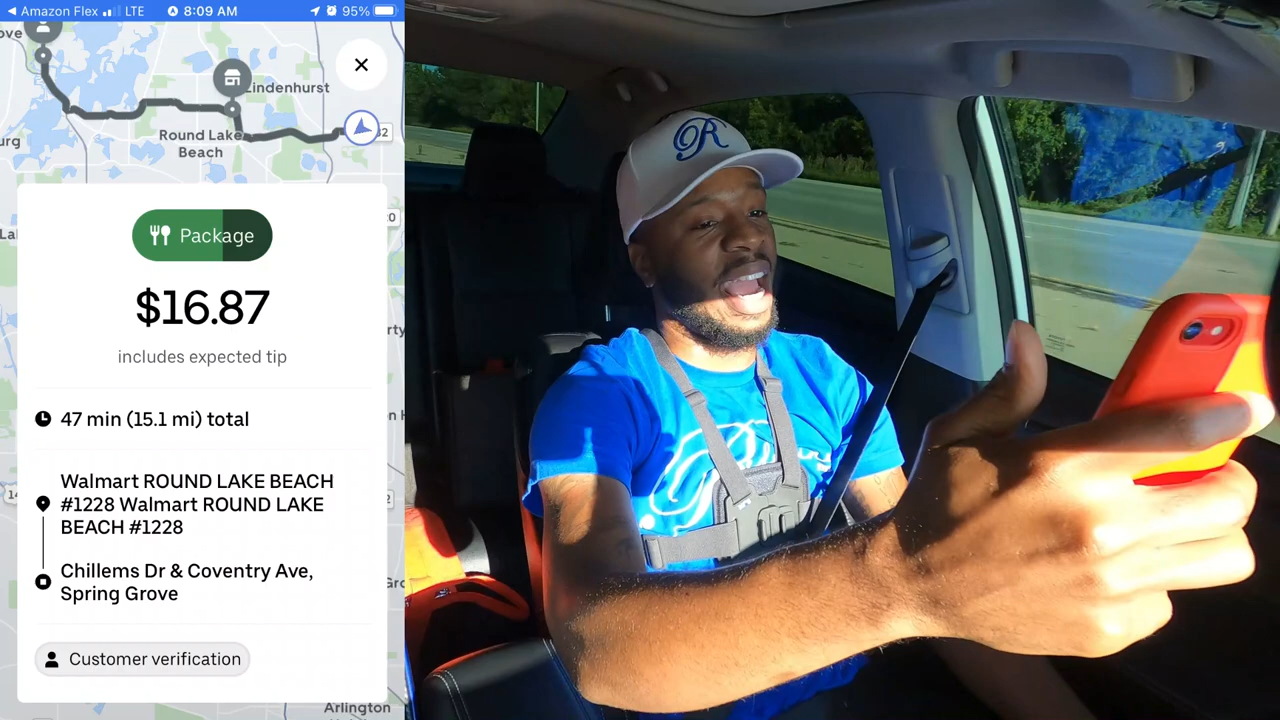 Amazon Flex LTE 8:09 AM 95%
ove
Lindenhurst
Round Lake
Beach
urg
Package
$16.87
includes expected tip
47 min (15.1 mi) total
Walmart ROUND LAKE BEACH
#1228 Walmart ROUND LAKE
BEACH #1228
Chillems Dr & Coventry Ave,
Spring Grove
Customer verification
Arlington
R